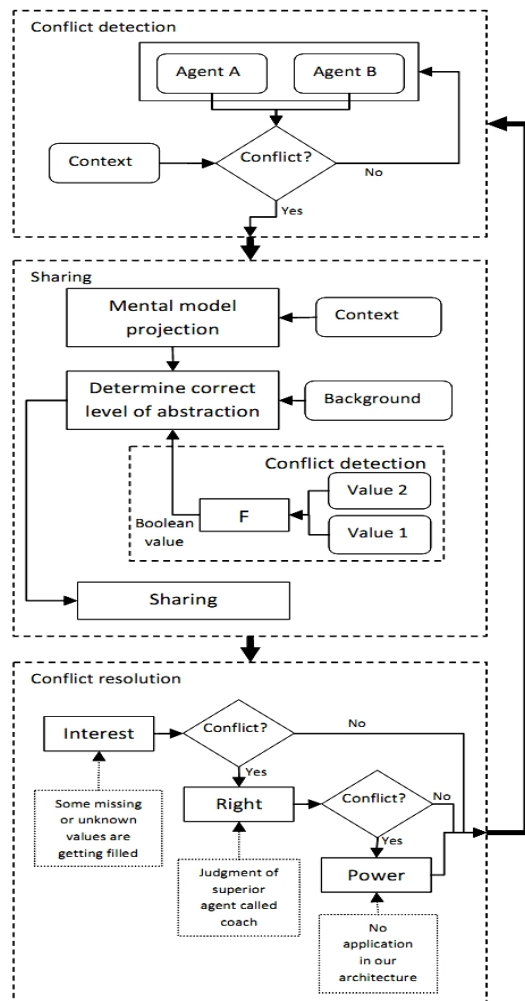 Conflict detection
Agent A
Agent B
Conflict?
Context
No
Yes
Sharing
Mental model
projection
Context
Determine correct
level of abstraction
Background
Conflict detection
Value 2
F
Boolean
value
Value 1
Sharing
Conflict resolution
Interest
Conflict?
No
Yes
Some missing
or unknown
values are
getting filled
Right
Conflict?
No
Yes
Judgment of
superior
agent called
coach
Power
No
application
in our
architecture